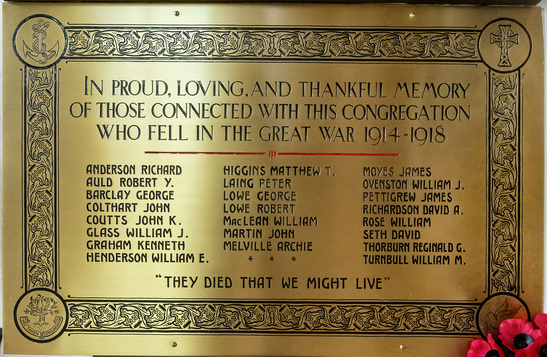 IN PROUD, LOVING, AND THANKFUL MEMORY
OF THOSE CONNECTED WITH THIS CONGREGATION
WHO FELL IN THE GREAT WAR 1914-1918
ANDERSON RICHARD
AULD ROBERT Y.
BARCLAY GEORGE
COLTHART JOHN
COUTTS JOHN K.
GLASS WILLIAM J.
GRAHAM KENNETH
HENDERSON WILLIAM E.
HIGGINS MATTHEW T.
LAING PETER
LOWE GEORGE
LOWE ROBERT
MACLEAN WILLIAM
MARTIN JOHN
MELVILLE ARCHIE
MOYES JAMES
OVENSTON WILLIAM J.
PETTIGREW JAMES
RICHARDSON DAVID A.
ROSE WILLIAM
SETH DAVID
THORBURN REGINALD G.
TURNBULL WILLIAM M.
"THEY DIED THAT WE MIGHT LIVE"